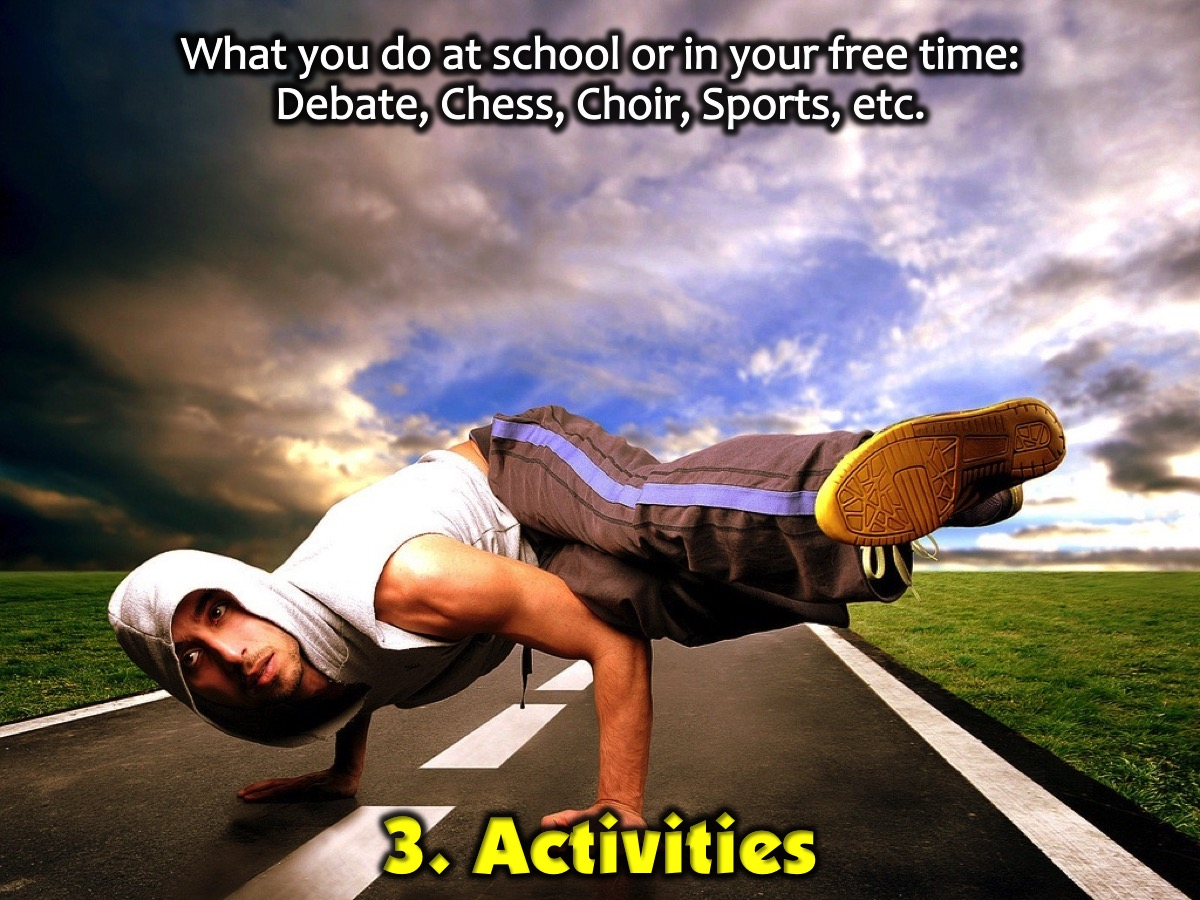 What you do at school or in your free time:
Debate, Chess, Choir, Sports, etc.
3. Activities